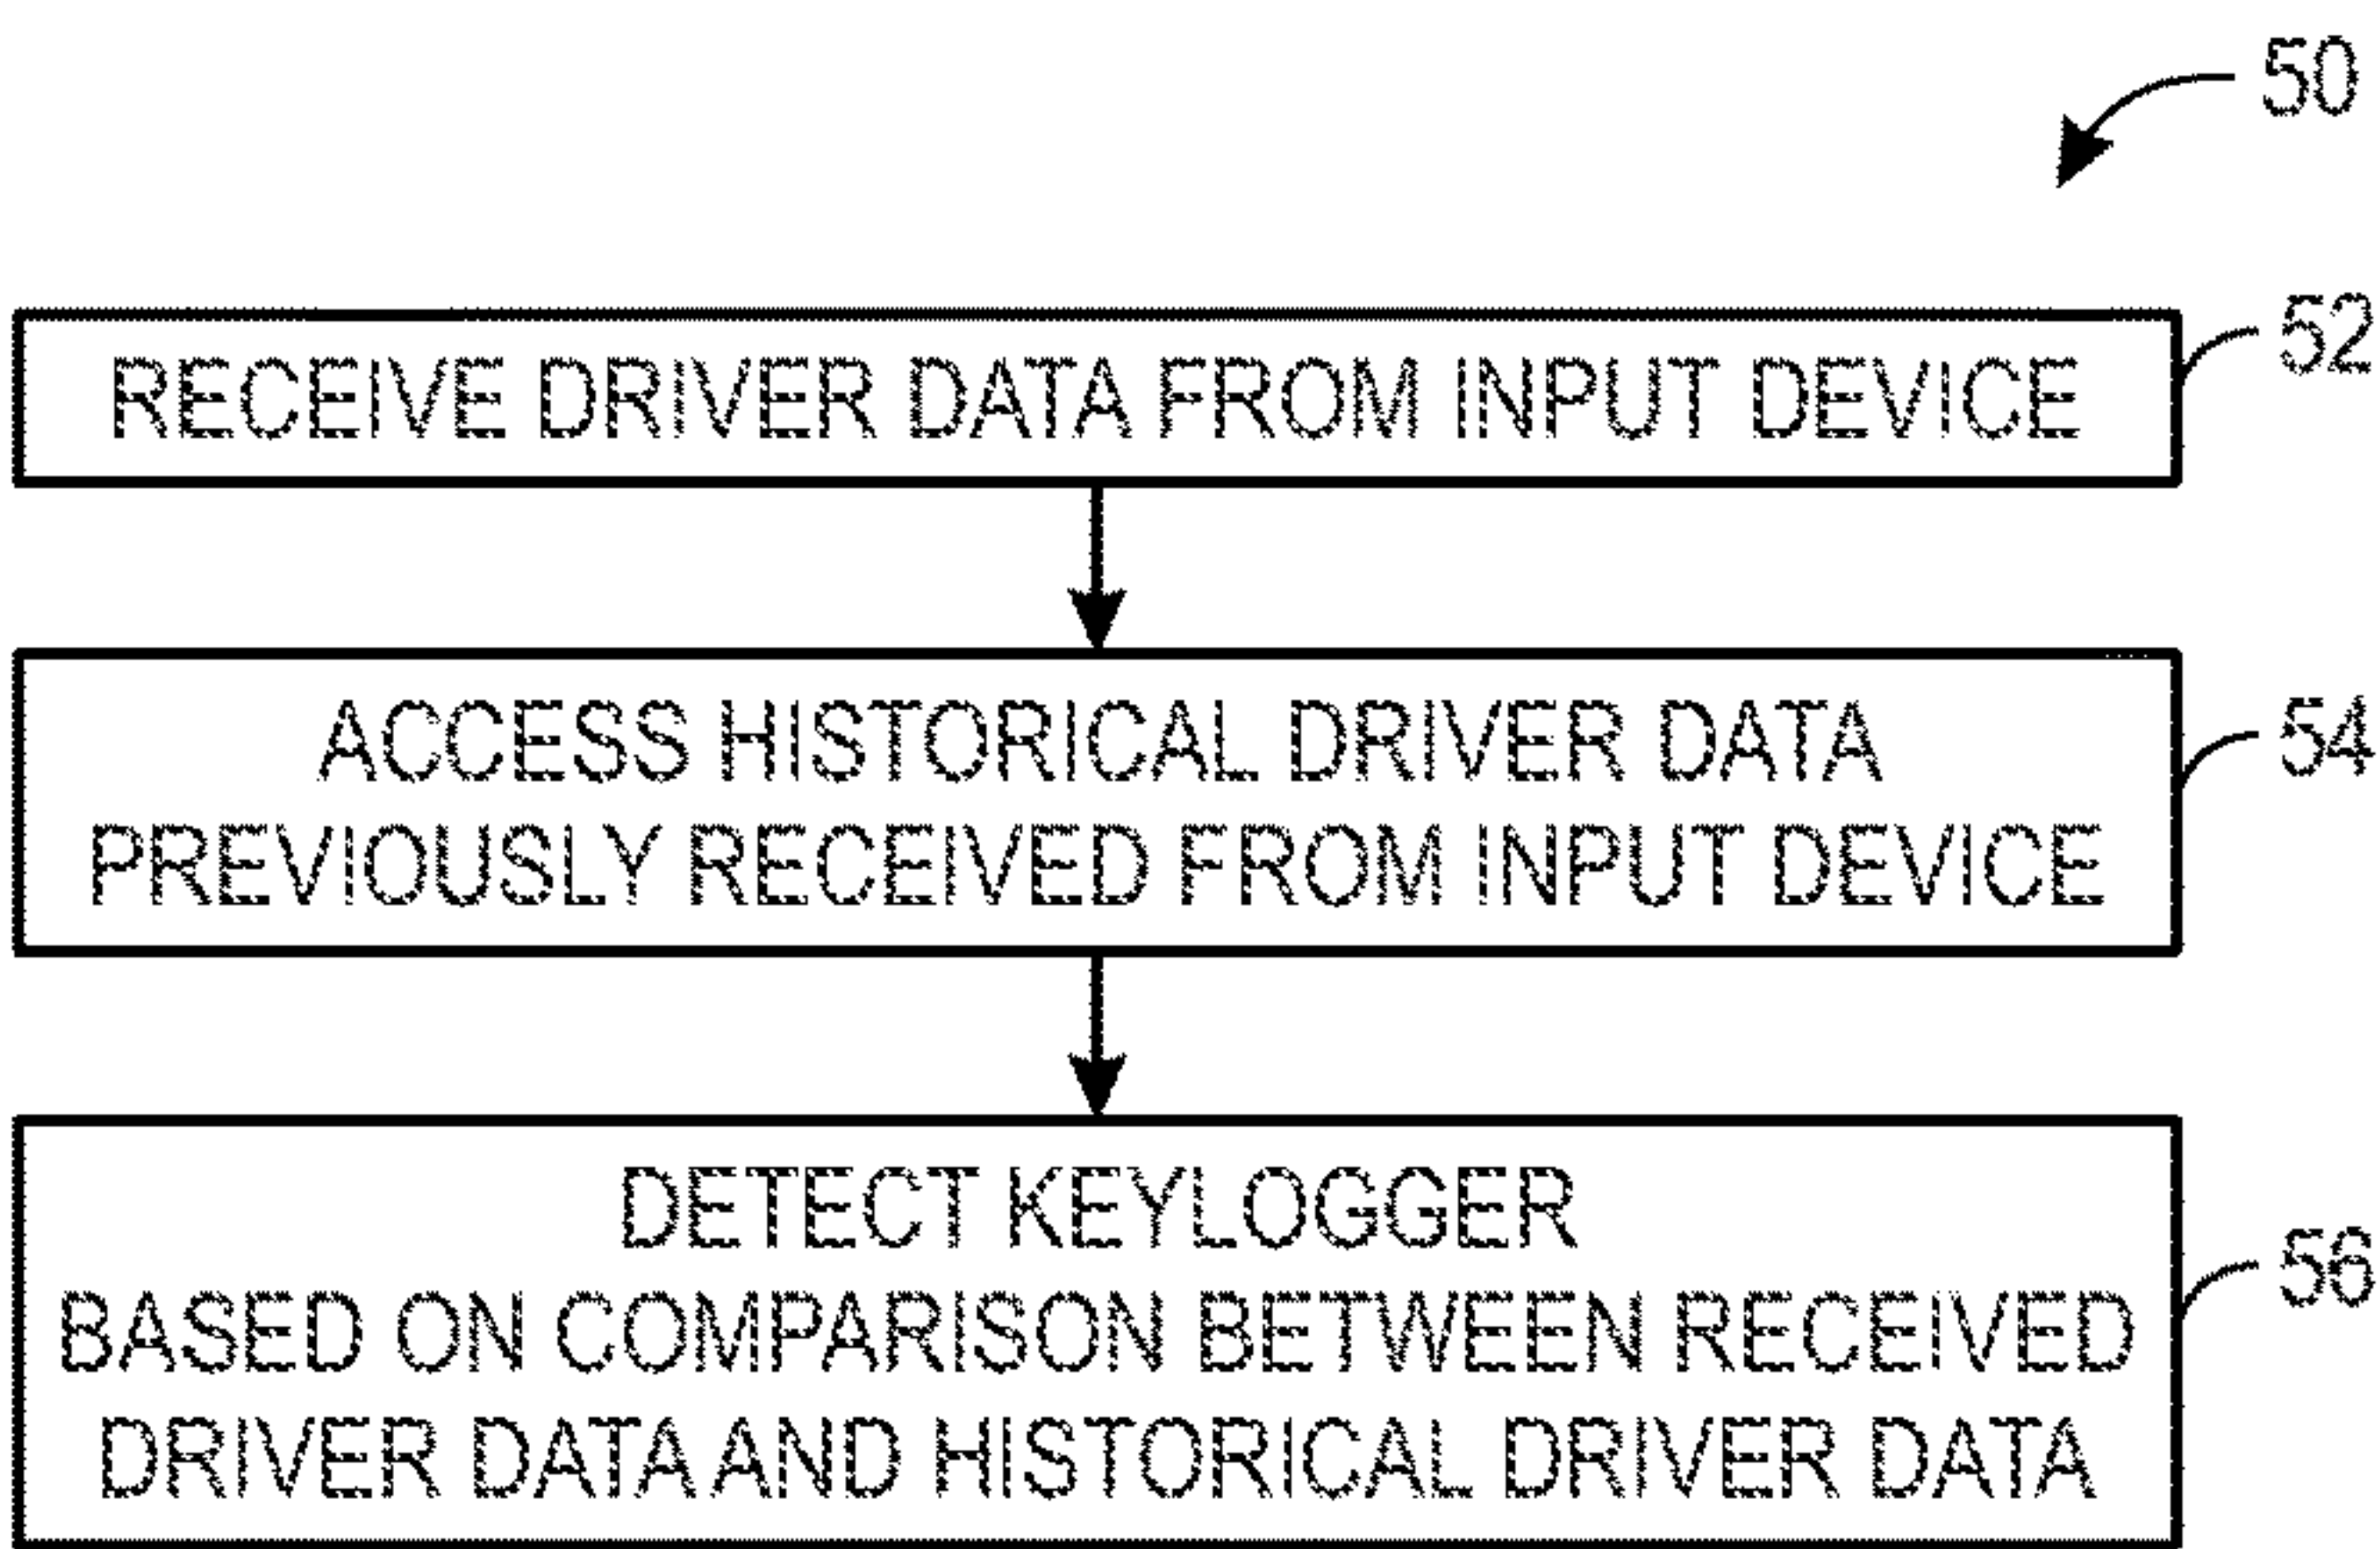 50
RECEIVE DRIVER DATA FROM INPUT DEVICE
52
ACCESS HISTORICAL DRIVER DATA
PREVIOUSLY RECEIVED FROM INPUT DEVICE
54
DETECT KEYLOGGER
BASED ON COMPARISON BETWEEN RECEIVED
DRIVER DATA AND HISTORICAL DRIVER DATA
56